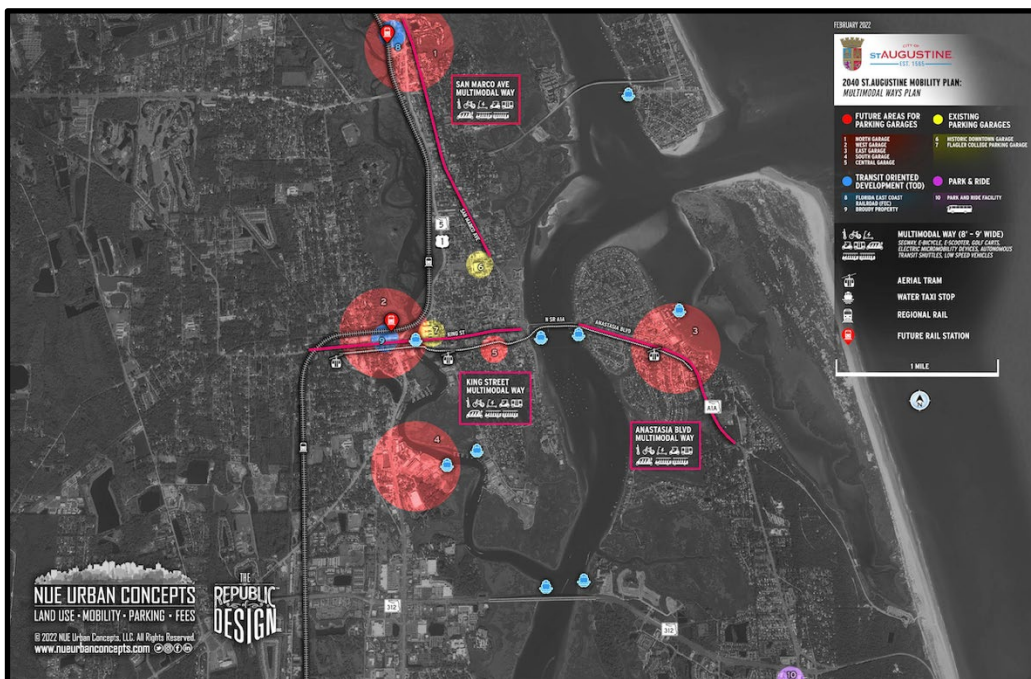 FEBRUARY 2022
CITY OF
ST AUGUSTINE
EST. 1565
2040 ST. AUGUSTINE MOBILITY PLAN:
MULTIMODAL WAYS PLAN
FUTURE AREAS FOR
PARKING GARAGES
1 NORTH GARAGE
2 WEST GARAGE
3 EAST GARAGE
4 SOUTH GARAGE
5 CENTRAL GARAGE
EXISTING
PARKING GARAGES
6 HISTORIC DOWNTOWN GARAGE
7 FLAGLER COLLEGE PARKING GARAGE
TRANSIT ORIENTED
DEVELOPMENT (TOD)
8 FLORIDA EAST COAST
RAILROAD (FEC)
9 BROUDY PROPERTY
PARK & RIDE
10 PARK AND RIDE FACILITY
MULTIMODAL WAY (8' - 9' WIDE)
SEGWAY, E-BICYCLE, E-SCOOTER, GOLF CARTS,
ELECTRIC MICROMOBILITY DEVICES, AUTONOMOUS
TRANSIT SHUTTLES, LOW SPEED VEHICLES
AERIAL TRAM
WATER TAXI STOP
REGIONAL RAIL
FUTURE RAIL STATION
1 MILE
N
8
1
SAN MARCO AVE
MULTIMODAL WAY
SAN MARCO AVE
5
1
6
2
9
KING ST
5
N SR A1A
ANASTASIA BLVD
3
KING STREET
MULTIMODAL WAY
A1A
ANASTASIA BLVD
MULTIMODAL WAY
4
312
312
10
NUE URBAN CONCEPTS
LAND USE • MOBILITY • PARKING • FEES
© 2022 NUE Urban Concepts, LLC. All Rights Reserved.
www.nueurbanconcepts.com
THE
REPUBLIC
of
DESIGN